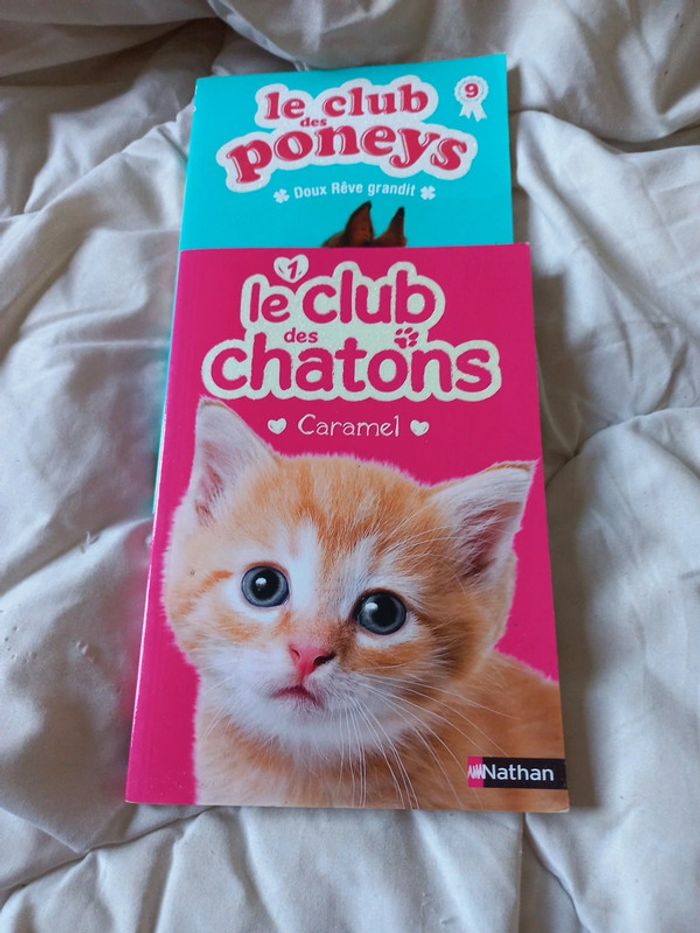 9
le club
des
poneys
Doux Rêve grandit
1
le club
des
chatons
Caramel
Nathan